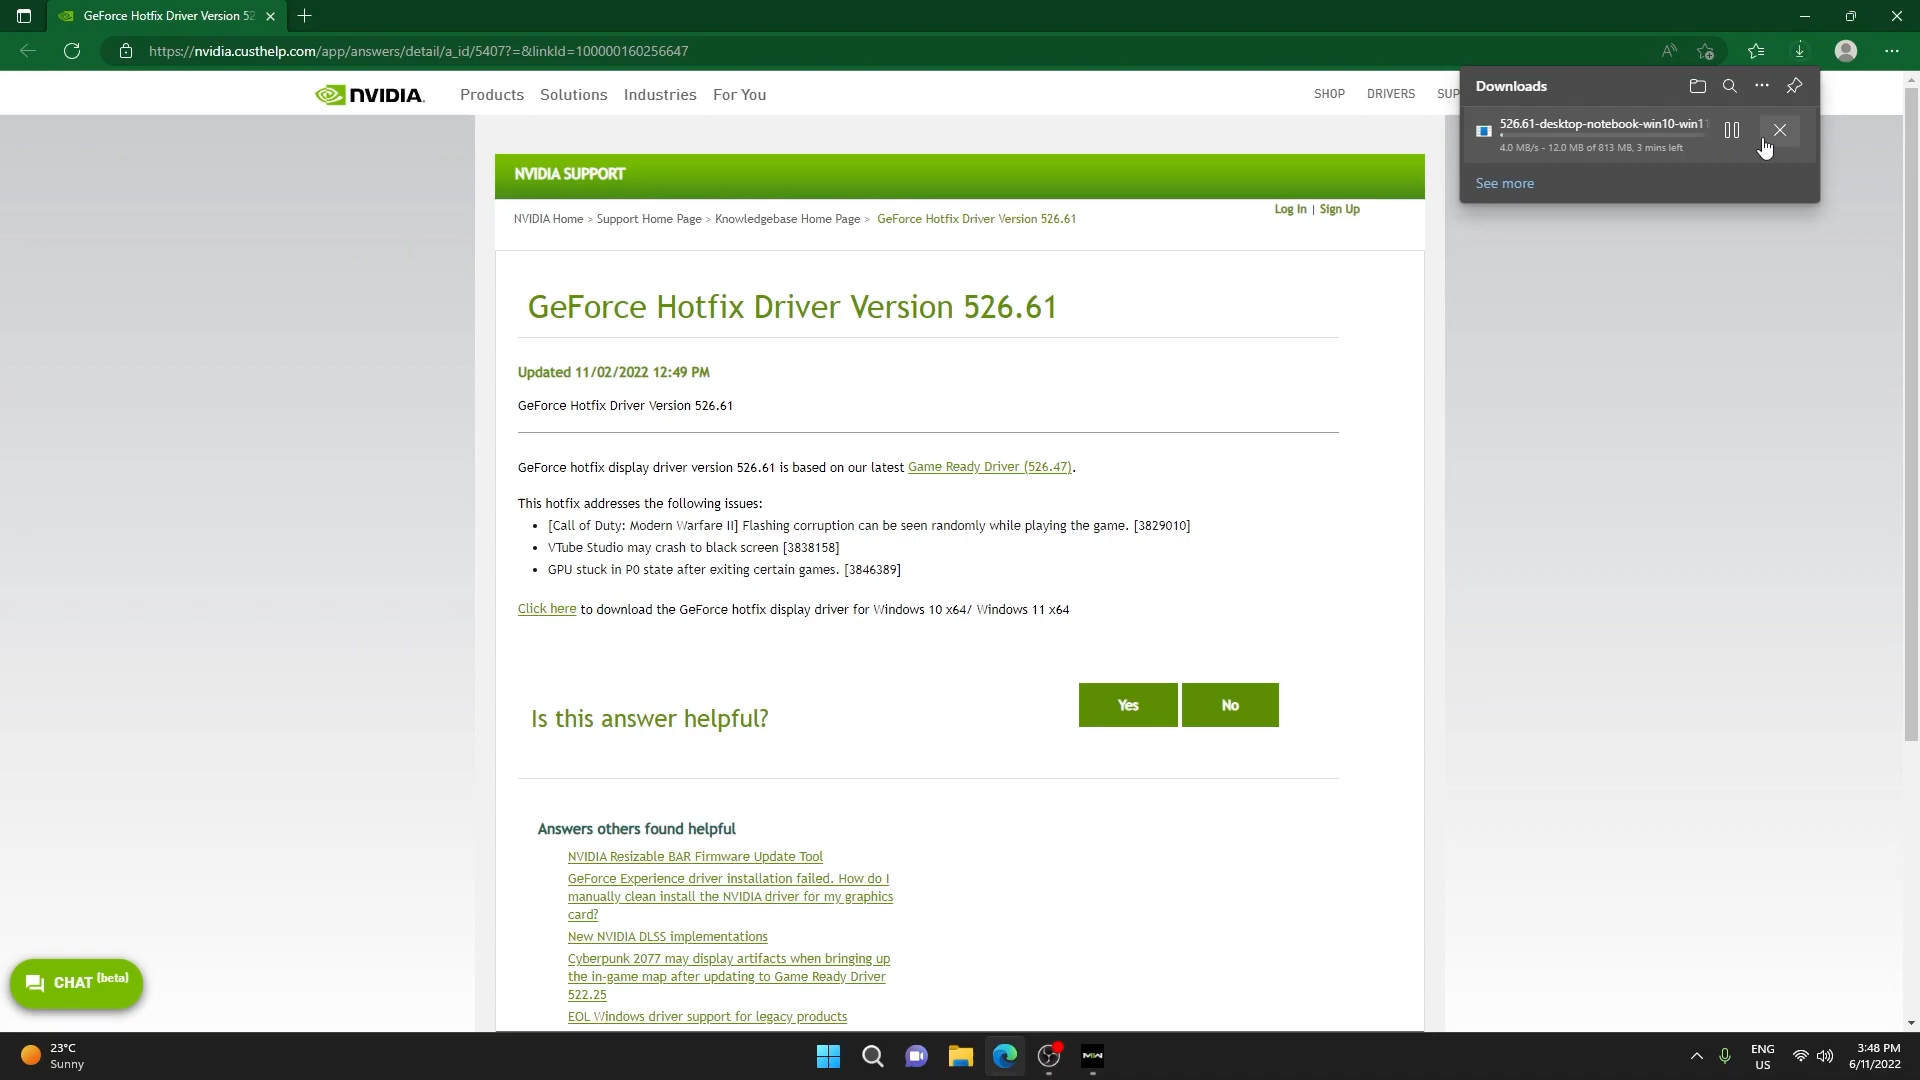 GeForce Hotfix Driver Version 52
https://nvidia.custhelp.com/app/answers/detail/a_id/5407?=&linkId=100000160256647
NVIDIA.
Products Solutions Industries For You
SHOP DRIVERS SUP
Downloads
526.61-desktop-notebook-win10-win11
4.0 MB/s - 12.0 MB of 813 MB, 3 mins left
See more
NVIDIA SUPPORT
NVIDIA Home > Support Home Page > Knowledgebase Home Page > GeForce Hotfix Driver Version 526.61
Log In | Sign Up
GeForce Hotfix Driver Version 526.61
Updated 11/02/2022 12:49 PM
GeForce Hotfix Driver Version 526.61
GeForce hotfix display driver version 526.61 is based on our latest Game Ready Driver (526.47).
This hotfix addresses the following issues:
• [Call of Duty: Modern Warfare II] Flashing corruption can be seen randomly while playing the game. [3829010]
• VTube Studio may crash to black screen [3838158]
• GPU stuck in P0 state after exiting certain games. [3846389]
Click here to download the GeForce hotfix display driver for Windows 10 x64/ Windows 11 x64
Is this answer helpful?
Yes No
Answers others found helpful
NVIDIA Resizable BAR Firmware Update Tool
GeForce Experience driver installation failed. How do I
manually clean install the NVIDIA driver for my graphics
card?
New NVIDIA DLSS implementations
Cyberpunk 2077 may display artifacts when bringing up
the in-game map after updating to Game Ready Driver
522.25
EOL Windows driver support for legacy products
CHAT (beta)
23°C
Sunny
MW
ENG
US
3:48 PM
6/11/2022